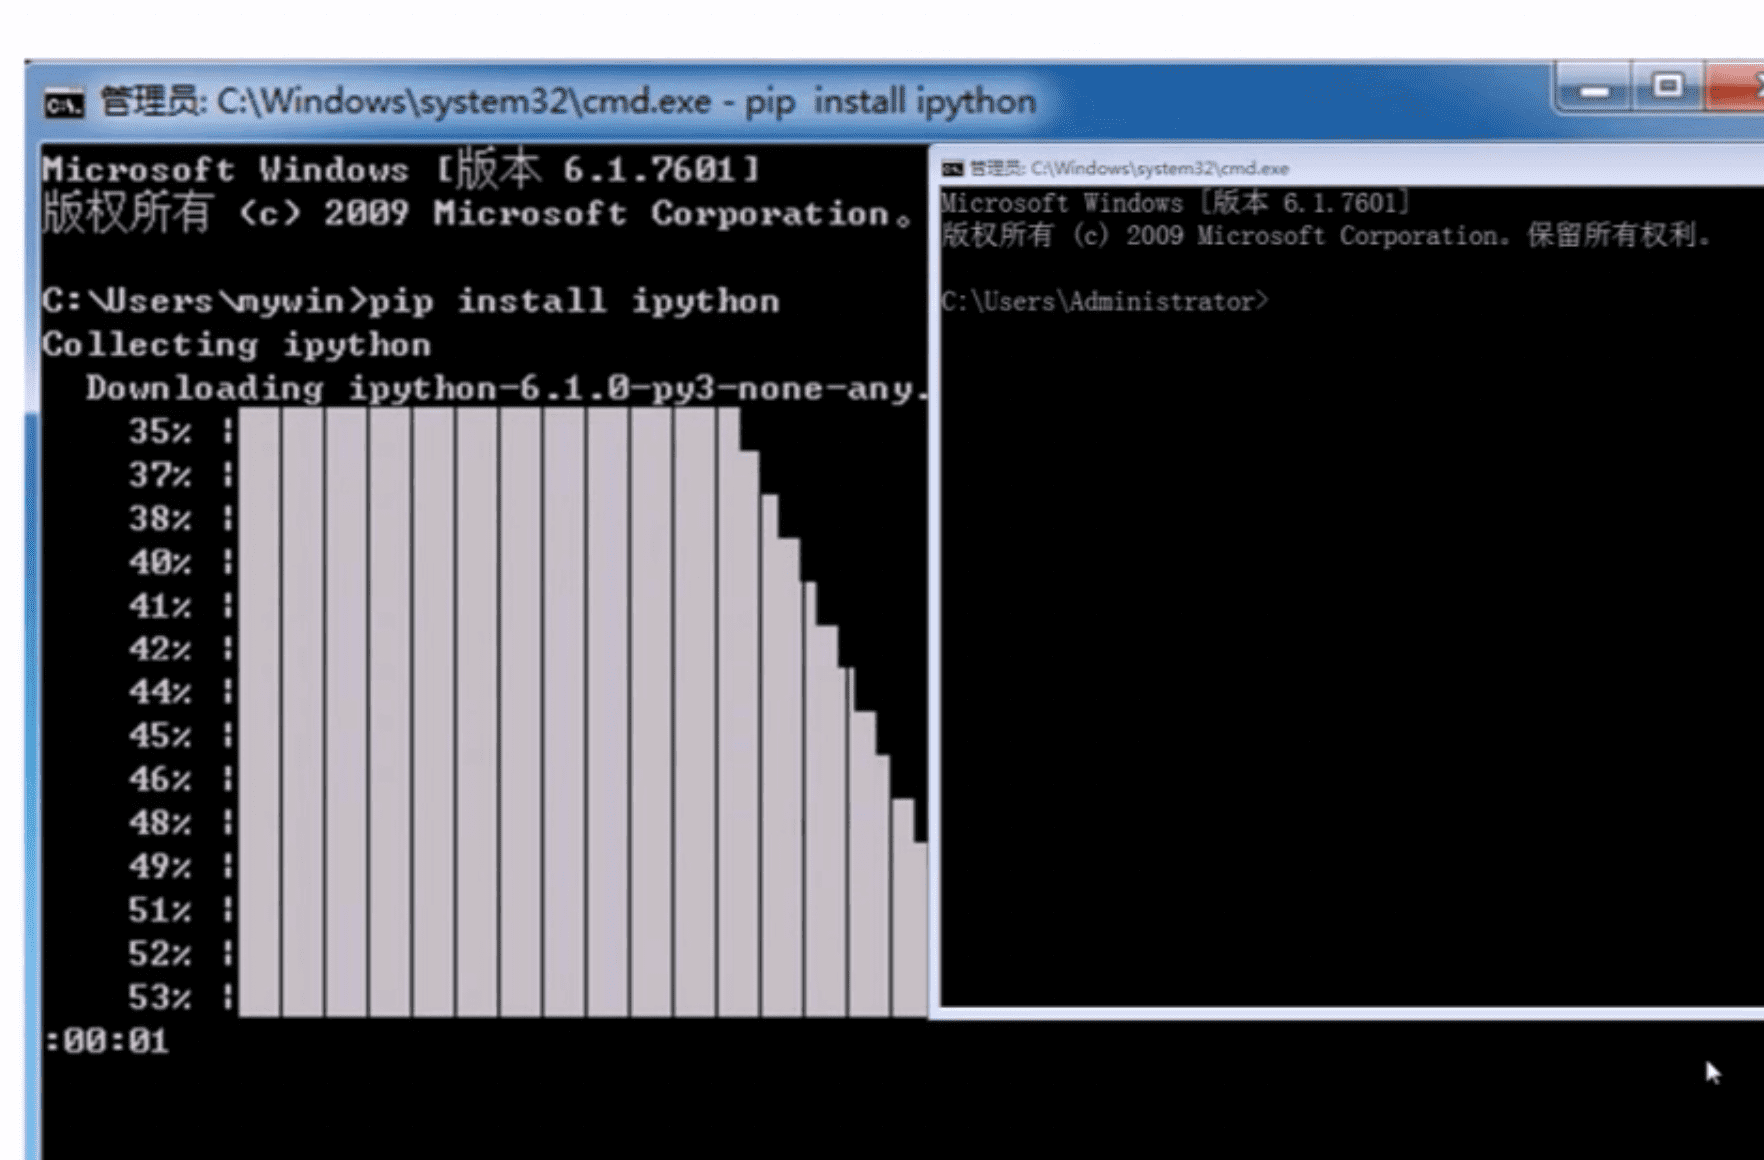 管理员: C:\Windows\system32\cmd.exe - pip  install ipython
Microsoft Windows [版本 6.1.7601]
版权所有 (c) 2009 Microsoft Corporation。
C:\Users\mywin>pip install ipython
Collecting ipython
Downloading ipython-6.1.0-py3-none-any.
35% |
37% |
38% |
40% |
41% |
42% |
44% |
45% |
46% |
48% |
49% |
51% |
52% |
53% |
:00:01
管理员: C:\Windows\system32\cmd.exe
Microsoft Windows [版本 6.1.7601]
版权所有 (c) 2009 Microsoft Corporation。保留所有权利。
C:\Users\Administrator>